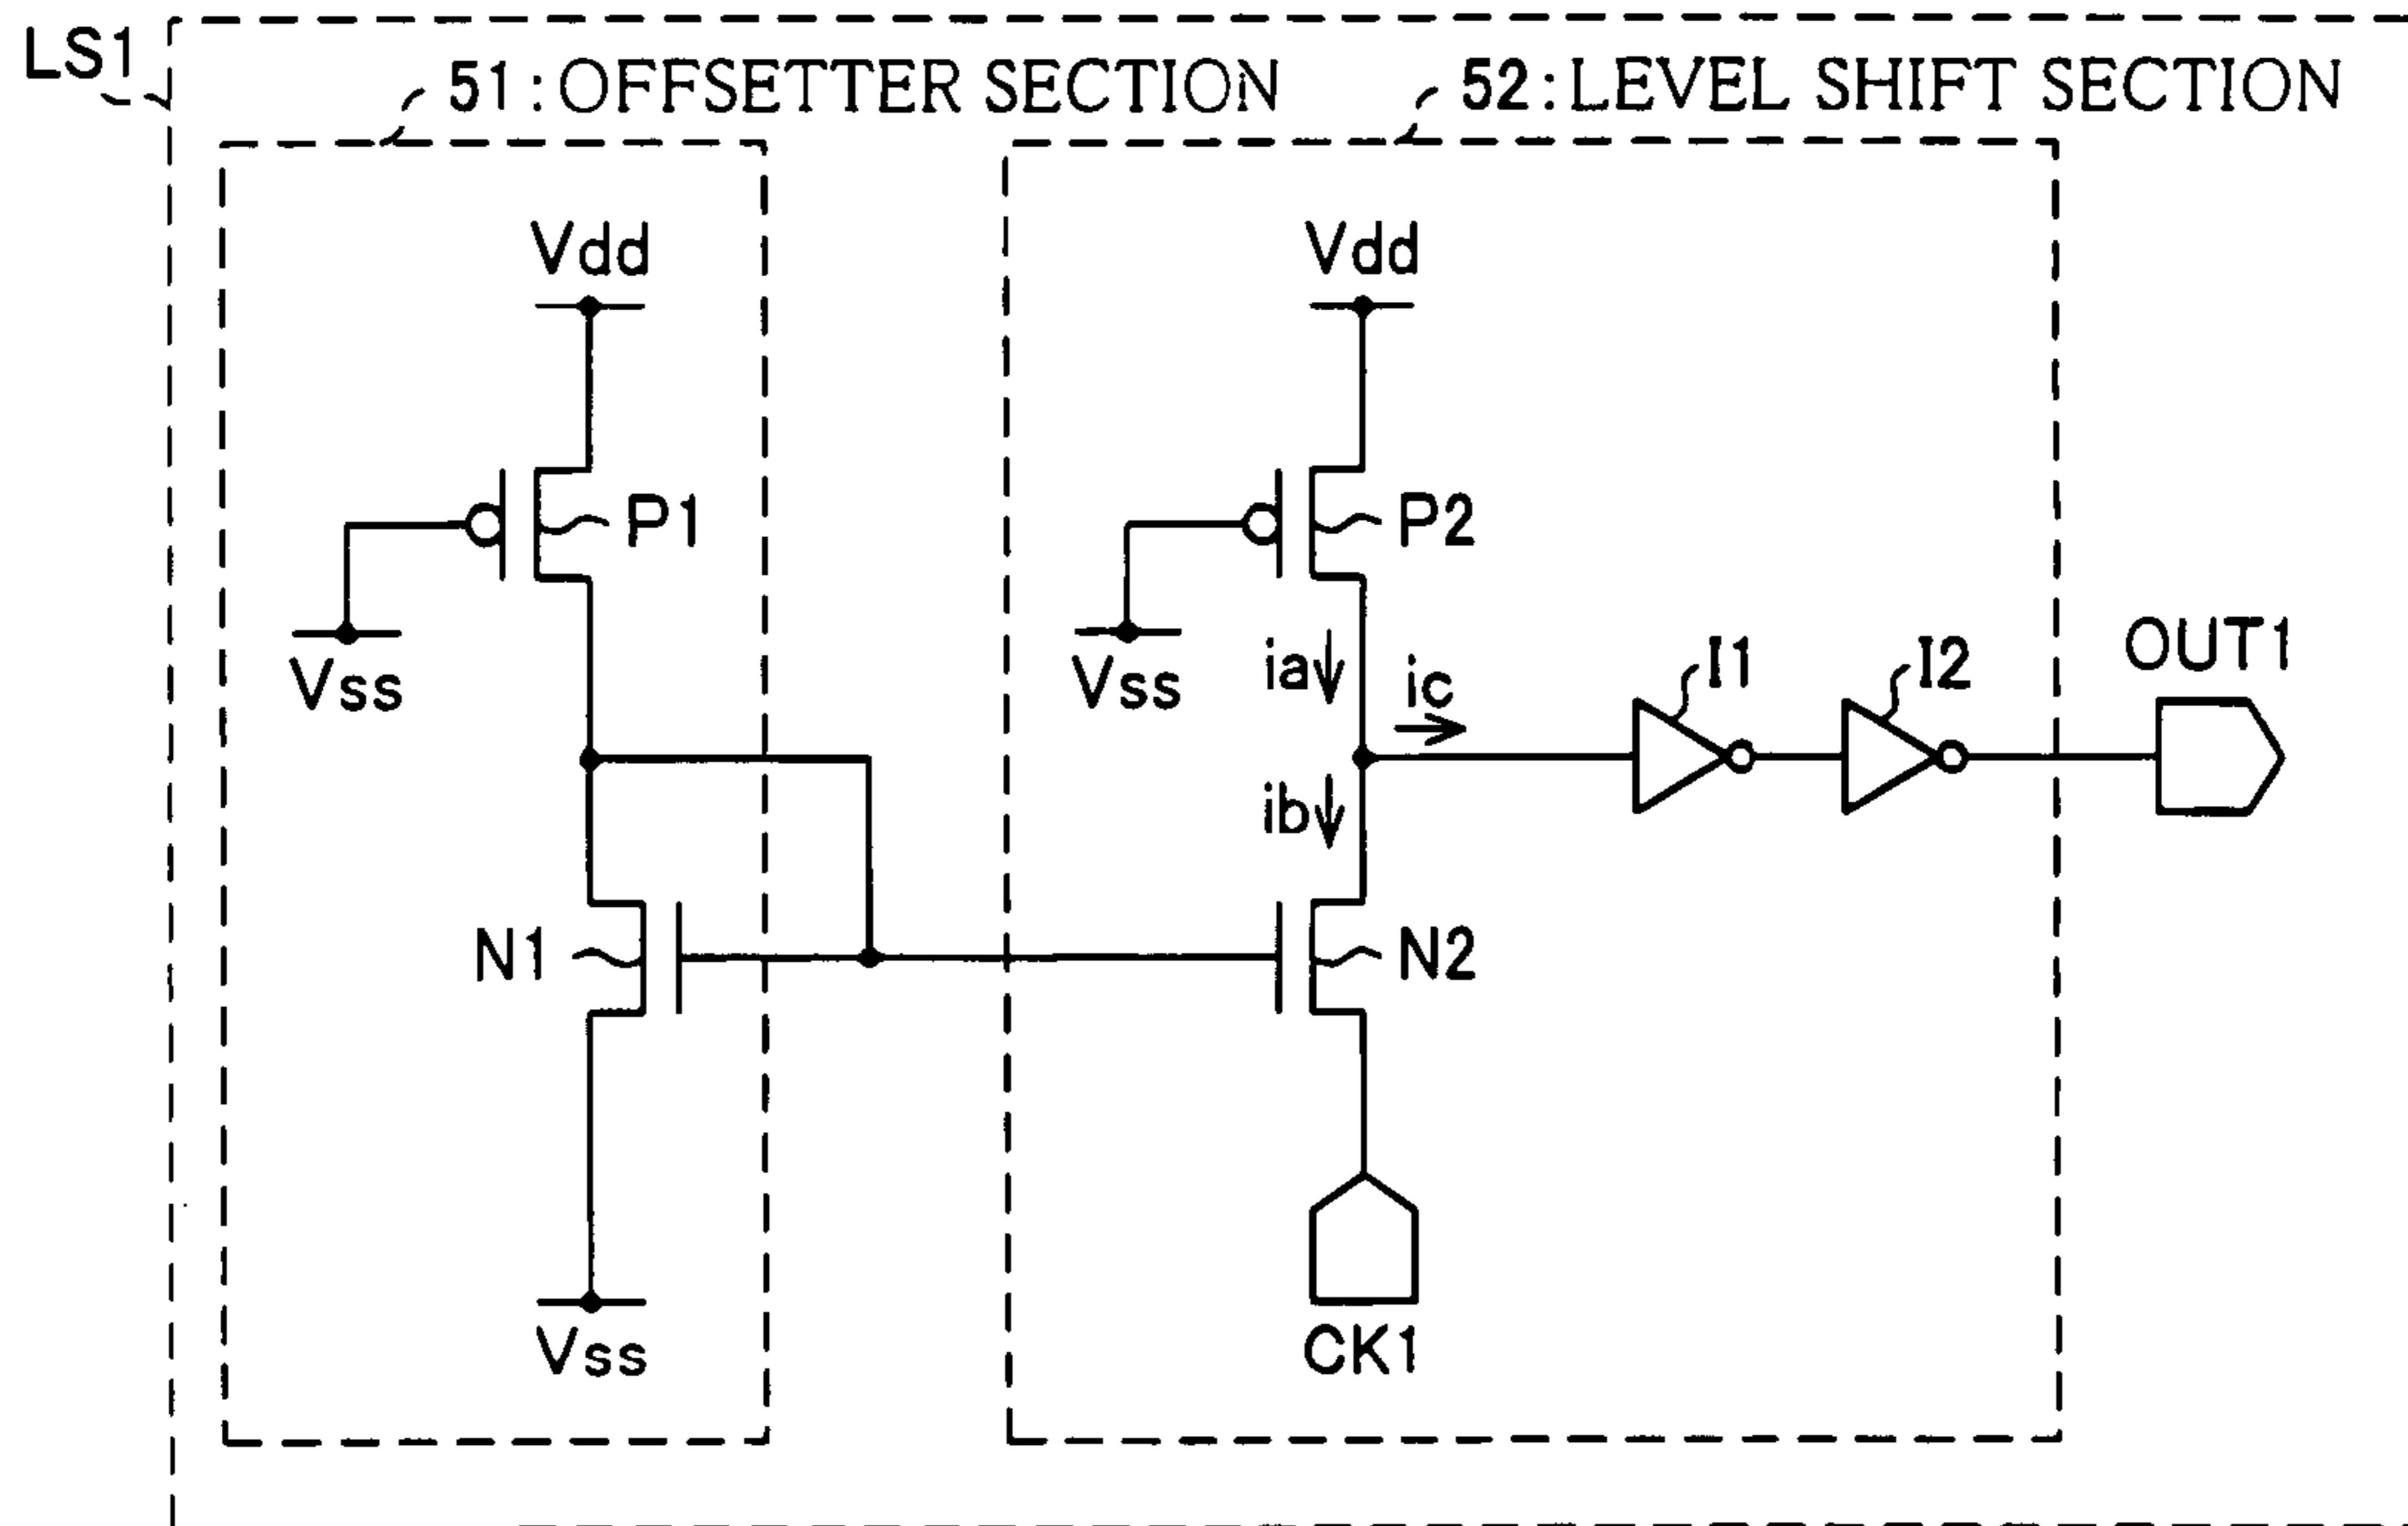 LS1
51:OFFSETTER SECTION
52:LEVEL SHIFT SECTION
Vdd
Vdd
P1
P2
Vss
Vss
ia
ic
I1
I2
OUT1
ib
N1
N2
Vss
CK1